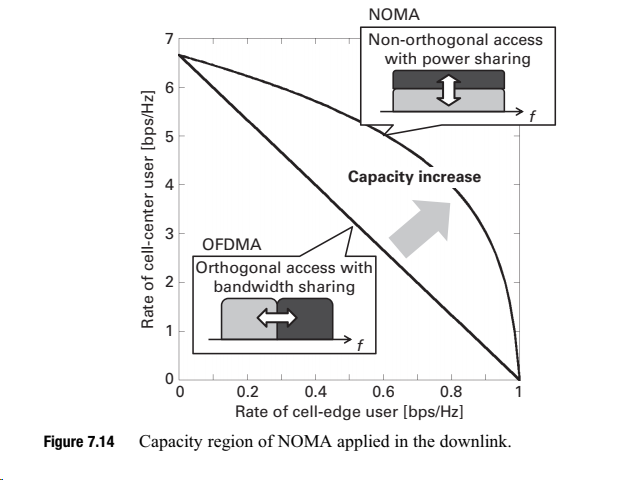 NOMA
Non-orthogonal access
with power sharing
f
7
6
5
4
3
2
1
0
Rate of cell-center user [bps/Hz]
Capacity increase
OFDMA
Orthogonal access with
bandwidth sharing
f
0 0.2 0.4 0.6 0.8 1
Rate of cell-edge user [bps/Hz]
Figure 7.14 Capacity region of NOMA applied in the downlink.